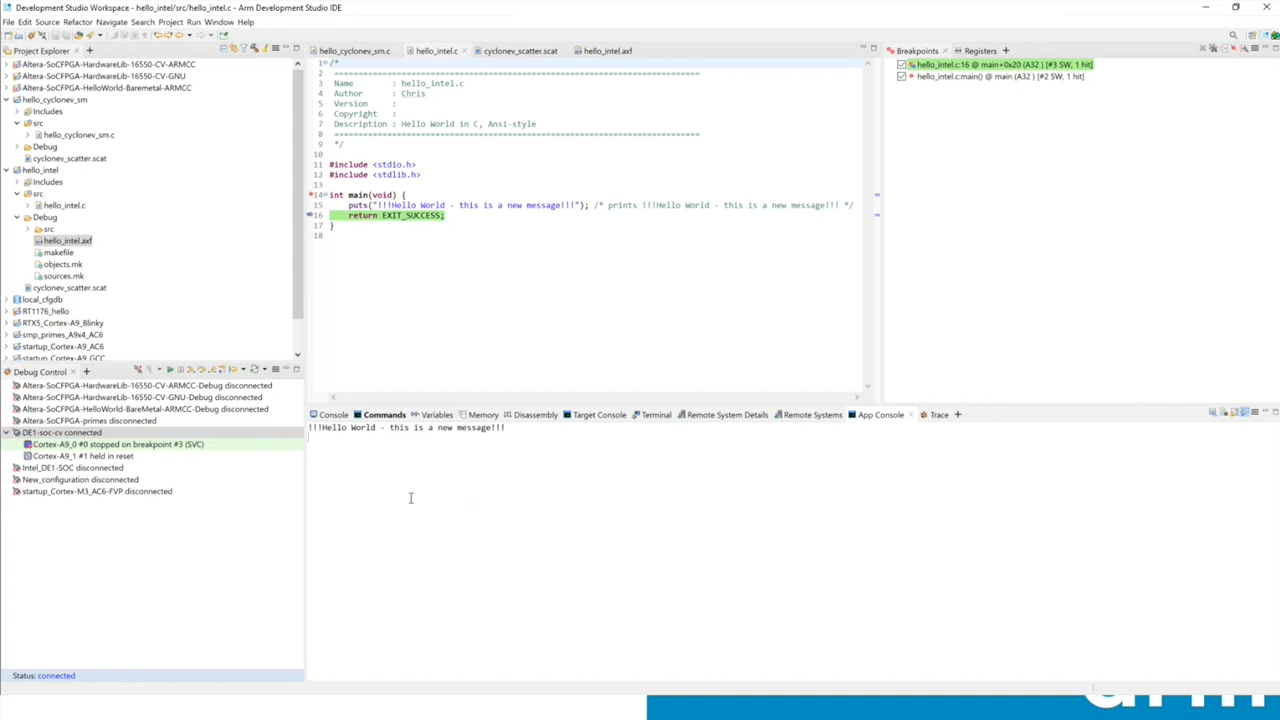 Development Studio Workspace - hello_intel/src/hello_intel.c - Arm Development Studio IDE
File Edit Source Refactor Navigate Search Project Run Window Help
Project Explorer
Altera-SoCFPGA-HardwareLib-16550-CV-ARMCC
Altera-SoCFPGA-HardwareLib-16550-CV-GNU
Altera-SoCFPGA-HelloWorld-Baremetal-ARMCC
hello_cyclonev_sm
Includes
src
hello_cyclonev_sm.c
Debug
cyclonev_scatter.scat
hello_intel
Includes
src
hello_intel.c
Debug
src
hello_intel.axf
makefile
objects.mk
sources.mk
cyclonev_scatter.scat
local_cfgdb
RT1176_hello
RTX5_Cortex-A9_Blinky
smp_primes_A9x4_AC6
startup_Cortex-A9_AC6
startup_Cortex-A9_GCC
hello_cyclonev_sm.c hello_intel.c cyclonev_scatter.scat hello_intel.axf
1 /*
2 ============================================================================
3 Name : hello_intel.c
4 Author : Chris
5 Version :
6 Copyright :
7 Description : Hello World in C, Ansi-style
8 ============================================================================
9 */
10
11 #include <stdio.h>
12 #include <stdlib.h>
13
14 int main(void) {
15 puts("!!!Hello World - this is a new message!!!"); /* prints !!!Hello World - this is a new message!!! */
16 return EXIT_SUCCESS;
17 }
18
Breakpoints Registers
hello_intel.c:16 @ main+0x20 (A32 ) [#3 SW, 1 hit]
hello_intel.c:main() @ main (A32 ) [#2 SW, 1 hit]
Debug Control
Altera-SoCFPGA-HardwareLib-16550-CV-ARMCC-Debug disconnected
Altera-SoCFPGA-HardwareLib-16550-CV-GNU-Debug disconnected
Altera-SoCFPGA-HelloWorld-BareMetal-ARMCC-Debug disconnected
Altera-SoCFPGA-primes disconnected
DE1-soc-cv connected
Cortex-A9_0 #0 stopped on breakpoint #3 (SVC)
Cortex-A9_1 #1 held in reset
Intel_DE1-SOC disconnected
New_configuration disconnected
startup_Cortex-M3_AC6-FVP disconnected
Status: connected
Console Commands Variables Memory Disassembly Target Console Terminal Remote System Details Remote Systems App Console Trace
!!!Hello World - this is a new message!!!